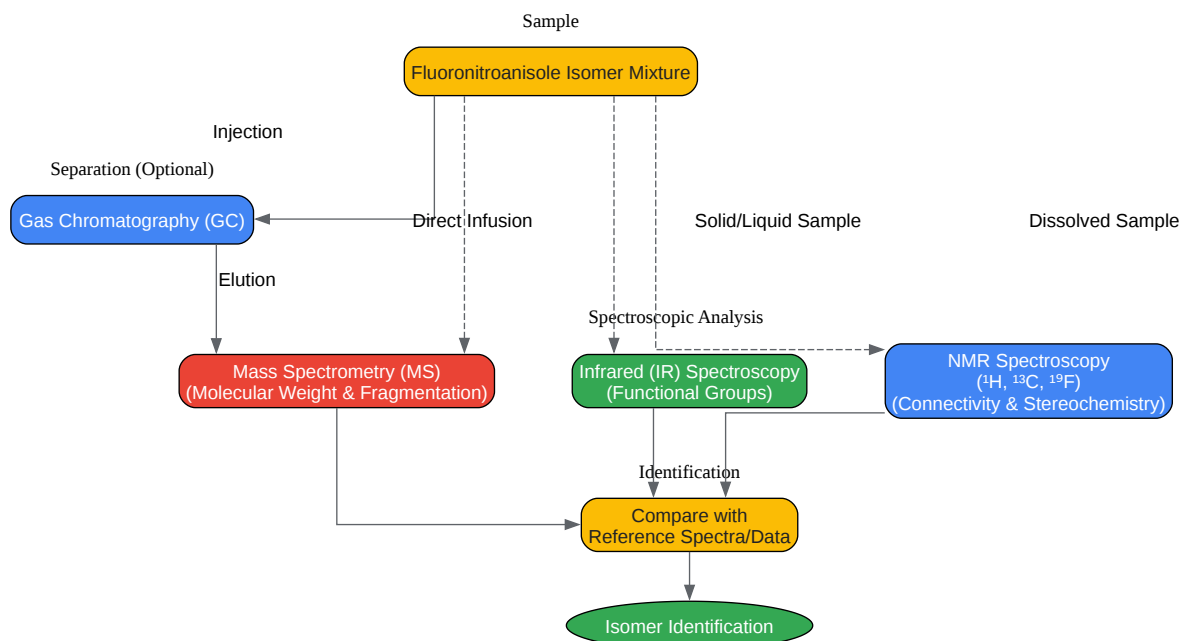 Sample
Fluoronitroanisole Isomer Mixture
Injection
Separation (Optional)
Gas Chromatography (GC)
Direct Infusion
Solid/Liquid Sample
Dissolved Sample
Elution
Spectroscopic Analysis
Mass Spectrometry (MS)
(Molecular Weight & Fragmentation)
Infrared (IR) Spectroscopy
(Functional Groups)
NMR Spectroscopy
(¹H, ¹³C, ¹⁹F)
(Connectivity & Stereochemistry)
Identification
Compare with
Reference Spectra/Data
Isomer Identification